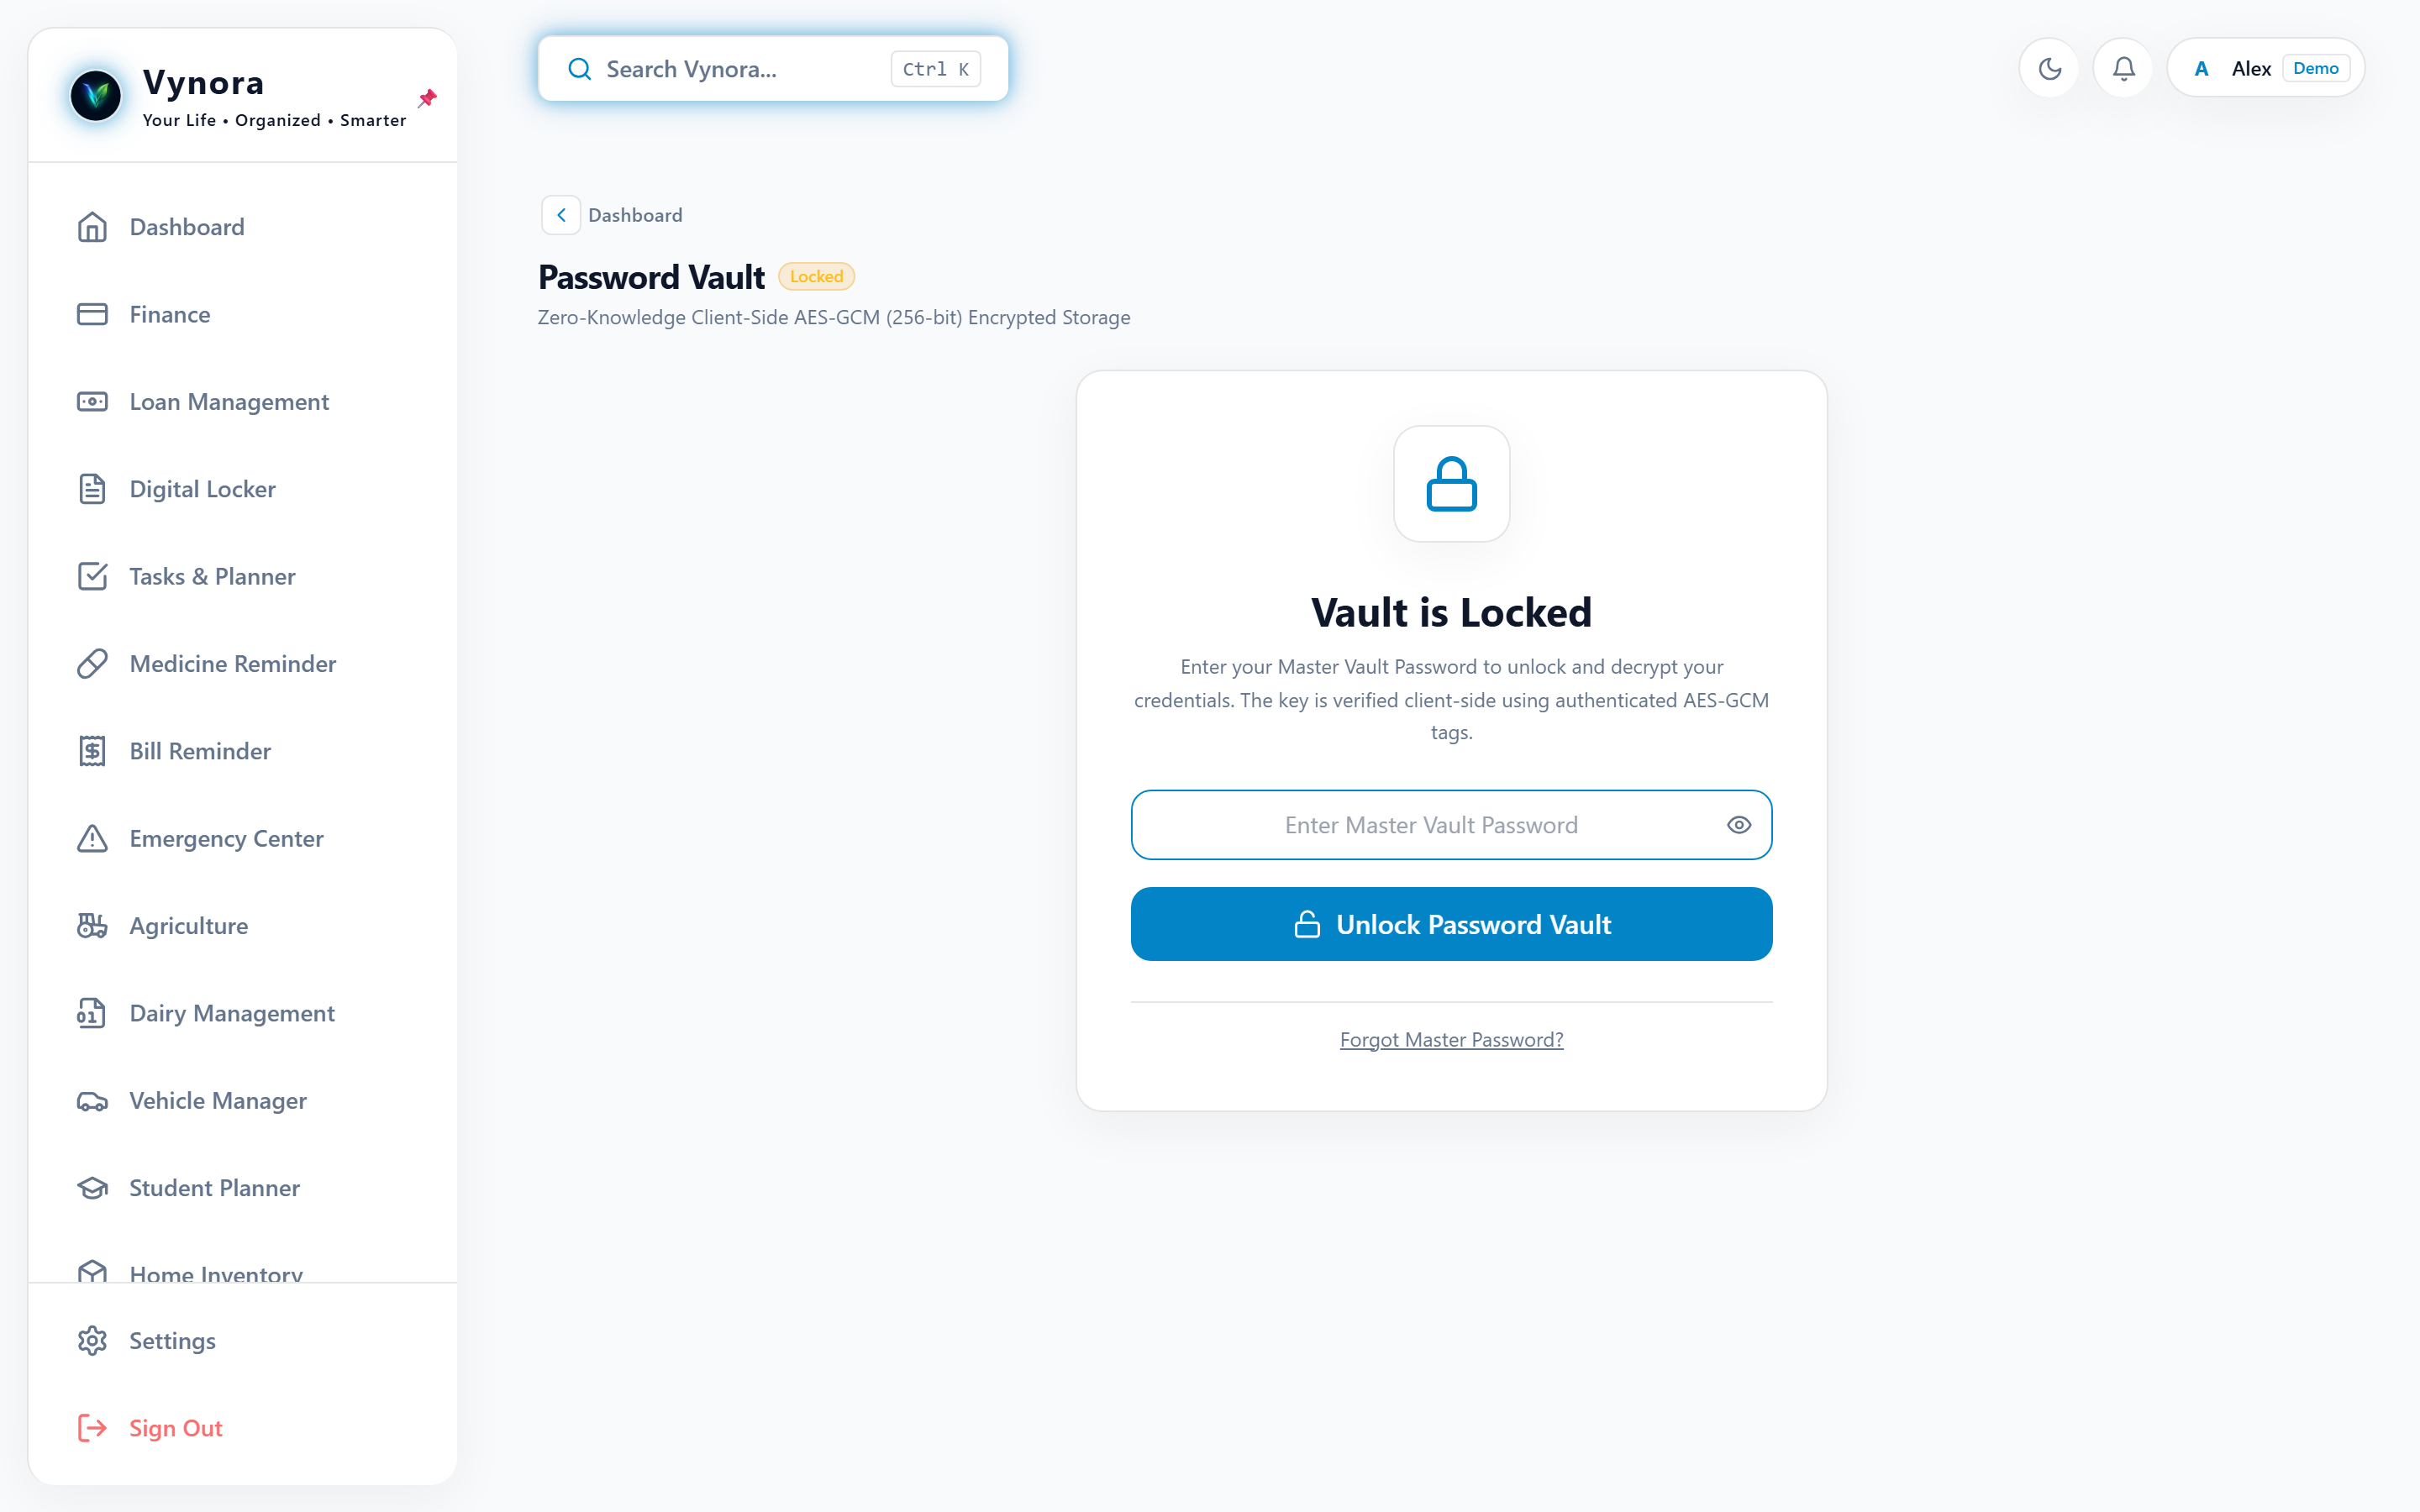 Vynora
Your Life • Organized • Smarter
Dashboard
Finance
Loan Management
Digital Locker
Tasks & Planner
Medicine Reminder
Bill Reminder
Emergency Center
Agriculture
Dairy Management
Vehicle Manager
Student Planner
Home Inventory
Settings
Sign Out
Search Vynora... Ctrl K
A Alex Demo
Dashboard
Password Vault Locked
Zero-Knowledge Client-Side AES-GCM (256-bit) Encrypted Storage
Vault is Locked
Enter your Master Vault Password to unlock and decrypt your
credentials. The key is verified client-side using authenticated AES-GCM
tags.
Enter Master Vault Password
Unlock Password Vault
Forgot Master Password?